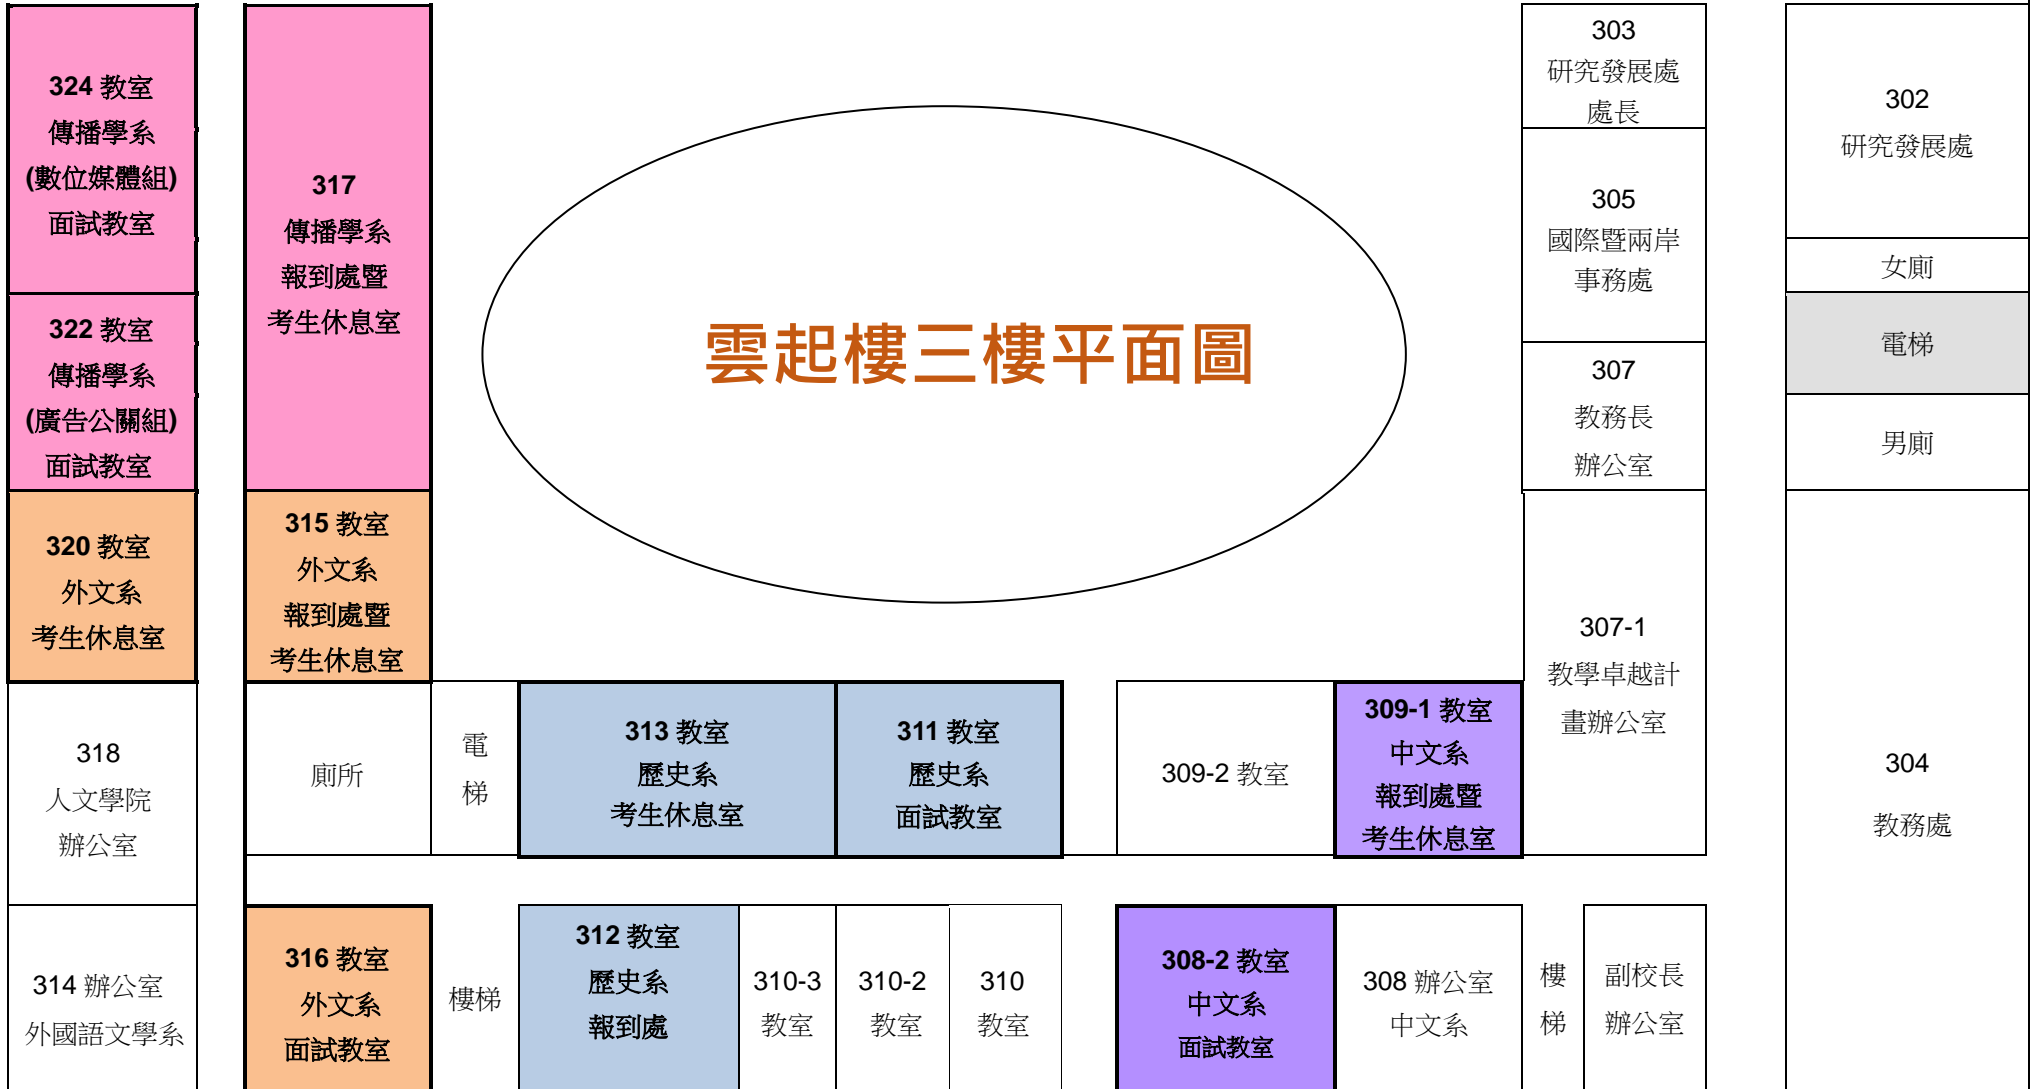 324 教室
傳播學系
(數位媒體組)
面試教室
322 教室
傳播學系
(廣告公關組)
面試教室
320 教室
外文系
考生休息室
318
人文學院
辦公室
314 辦公室
外國語文學系
317
傳播學系
報到處暨
考生休息室
315 教室
外文系
報到處暨
考生休息室
廁所
電
梯
313 教室
歷史系
考生休息室
311 教室
歷史系
面試教室
309-2 教室
309-1 教室
中文系
報到處暨
考生休息室
316 教室
外文系
面試教室
樓梯
312 教室
歷史系
報到處
310-3
教室
310-2
教室
310
教室
308-2 教室
中文系
面試教室
308 辦公室
中文系
樓
梯
副校長
辦公室
雲起樓三樓平面圖
303
研究發展處
處長
305
國際暨兩岸
事務處
307
教務長
辦公室
307-1
教學卓越計
畫辦公室
302
研究發展處
女廁
電梯
男廁
304
教務處